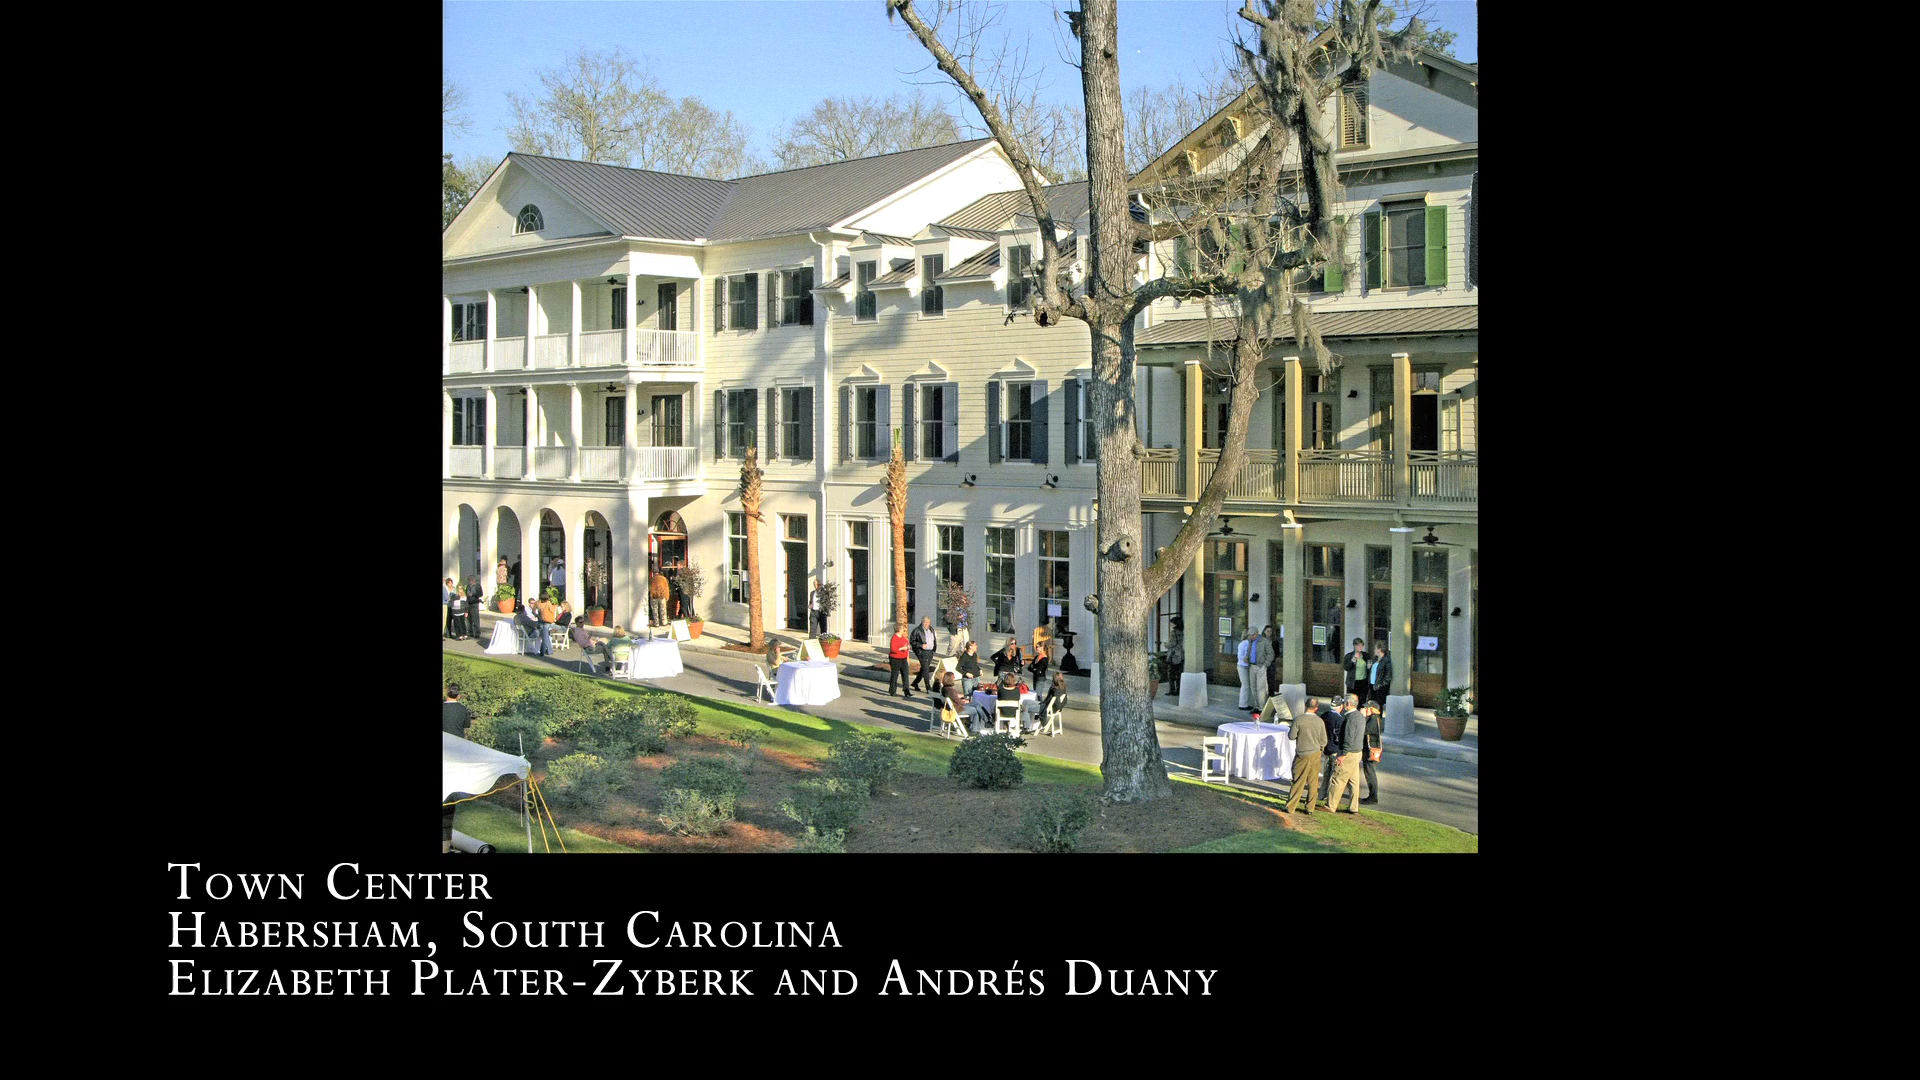 Town Center
Habersham, South Carolina
Elizabeth Plater-Zyberk and Andrés Duany